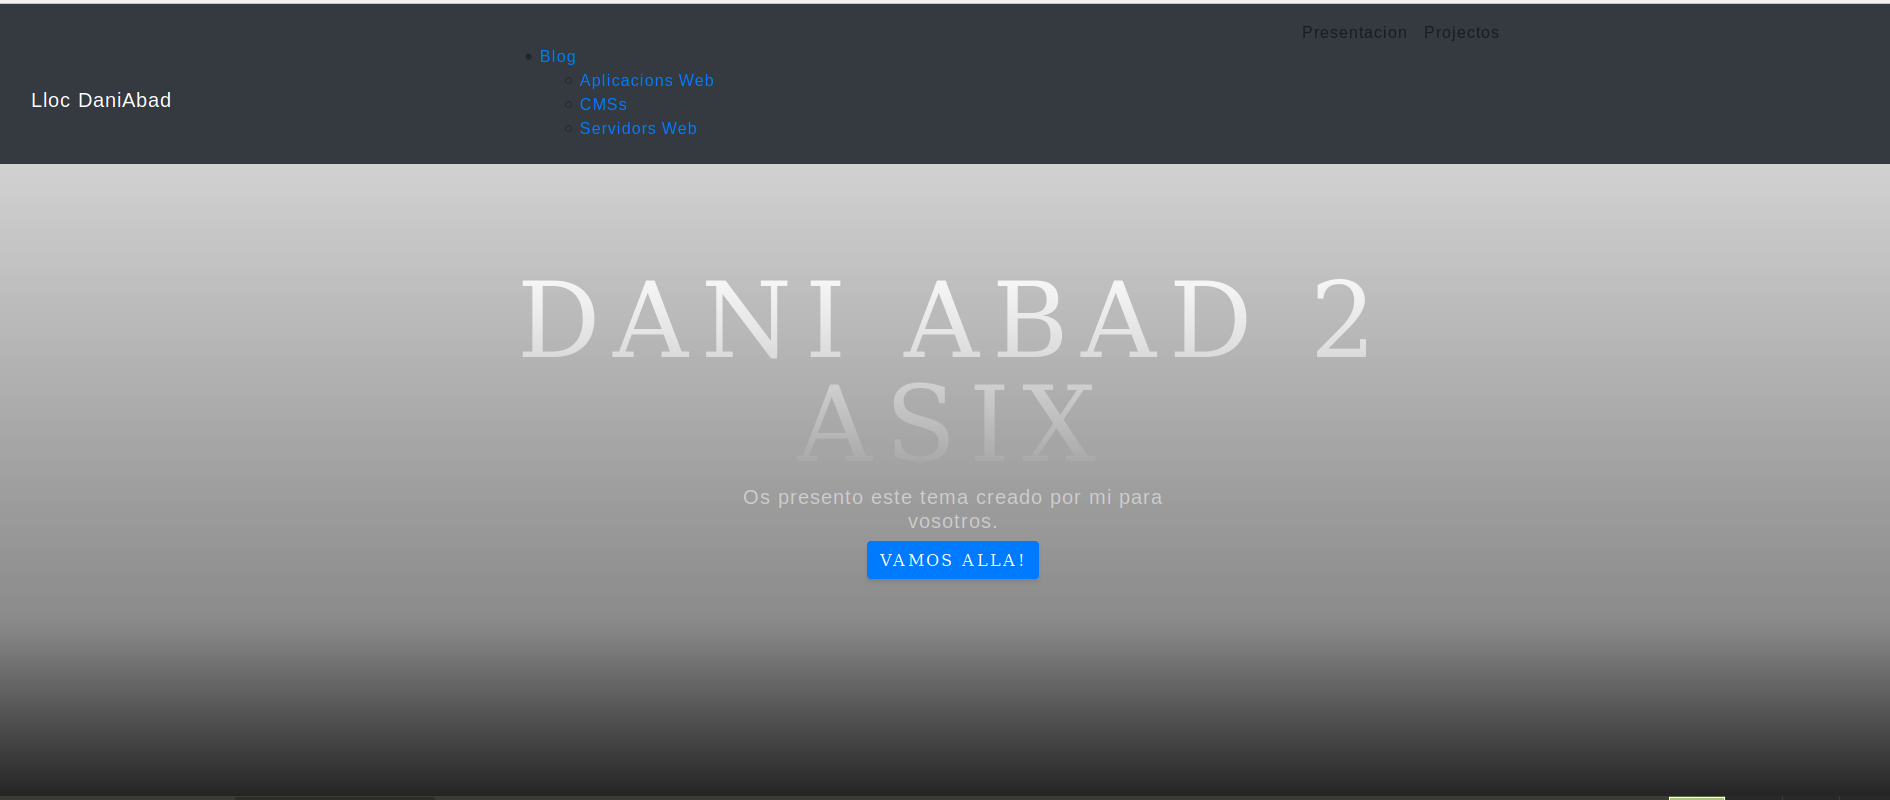 Presentacion Projectos
Blog
Aplicacions Web
Lloc DaniAbad
CMSs
Servidors Web
DANI ABAD 2
ASIX
Os presento este tema creado por mi para
vosotros.
VAMOS ALLA!